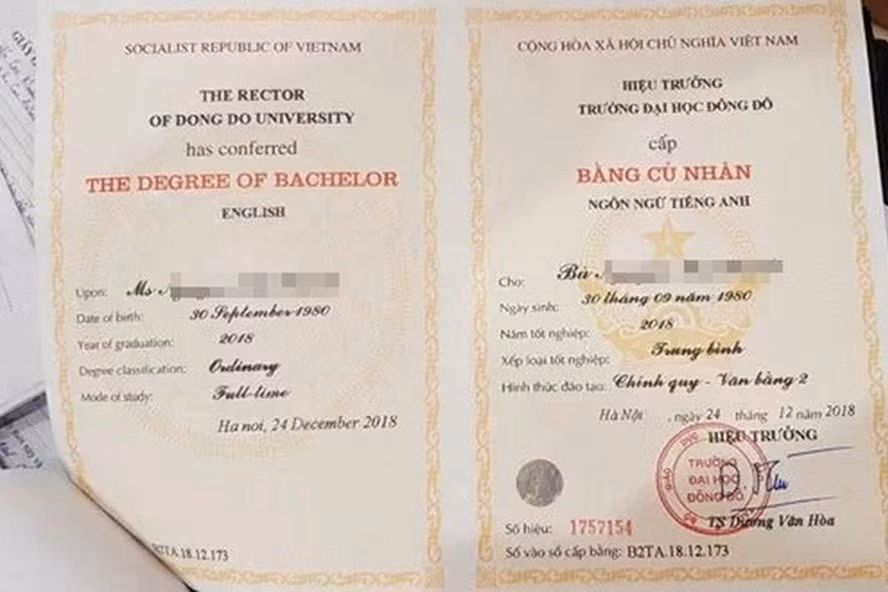 SOCIALIST REPUBLIC OF VIETNAM
THE RECTOR
OF DONG DO UNIVERSITY
has conferred
THE DEGREE OF BACHELOR
ENGLISH
Upon: Ms
Date of birth: 30 September 1980
Year of graduation: 2018
Degree classification: Ordinary
Mode of study: Full-time
Ha noi, 24 December 2018
B2TA.18.12.173
CỘNG HÒA XÃ HỘI CHỦ NGHĨA VIỆT NAM
HIỆU TRƯỞNG
TRƯỜNG ĐẠI HỌC ĐÔNG ĐÔ
cấp
BẰNG CỬ NHÂN
NGÔN NGỮ TIẾNG ANH
Cho: Bà
Ngày sinh: 30 tháng 09 năm 1980
Năm tốt nghiệp: 2018
Xếp loại tốt nghiệp: Trung bình
Hình thức đào tạo: Chính quy - Văn bằng 2
Hà Nội , ngày 24 tháng 12 năm 2018
HIỆU TRƯỞNG
TRƯỜNG
ĐẠI HỌC
ĐÔNG ĐÔ
TS Dương Văn Hòa
Số hiệu: 1757154
Số vào sổ cấp bằng: B2TA.18.12.173